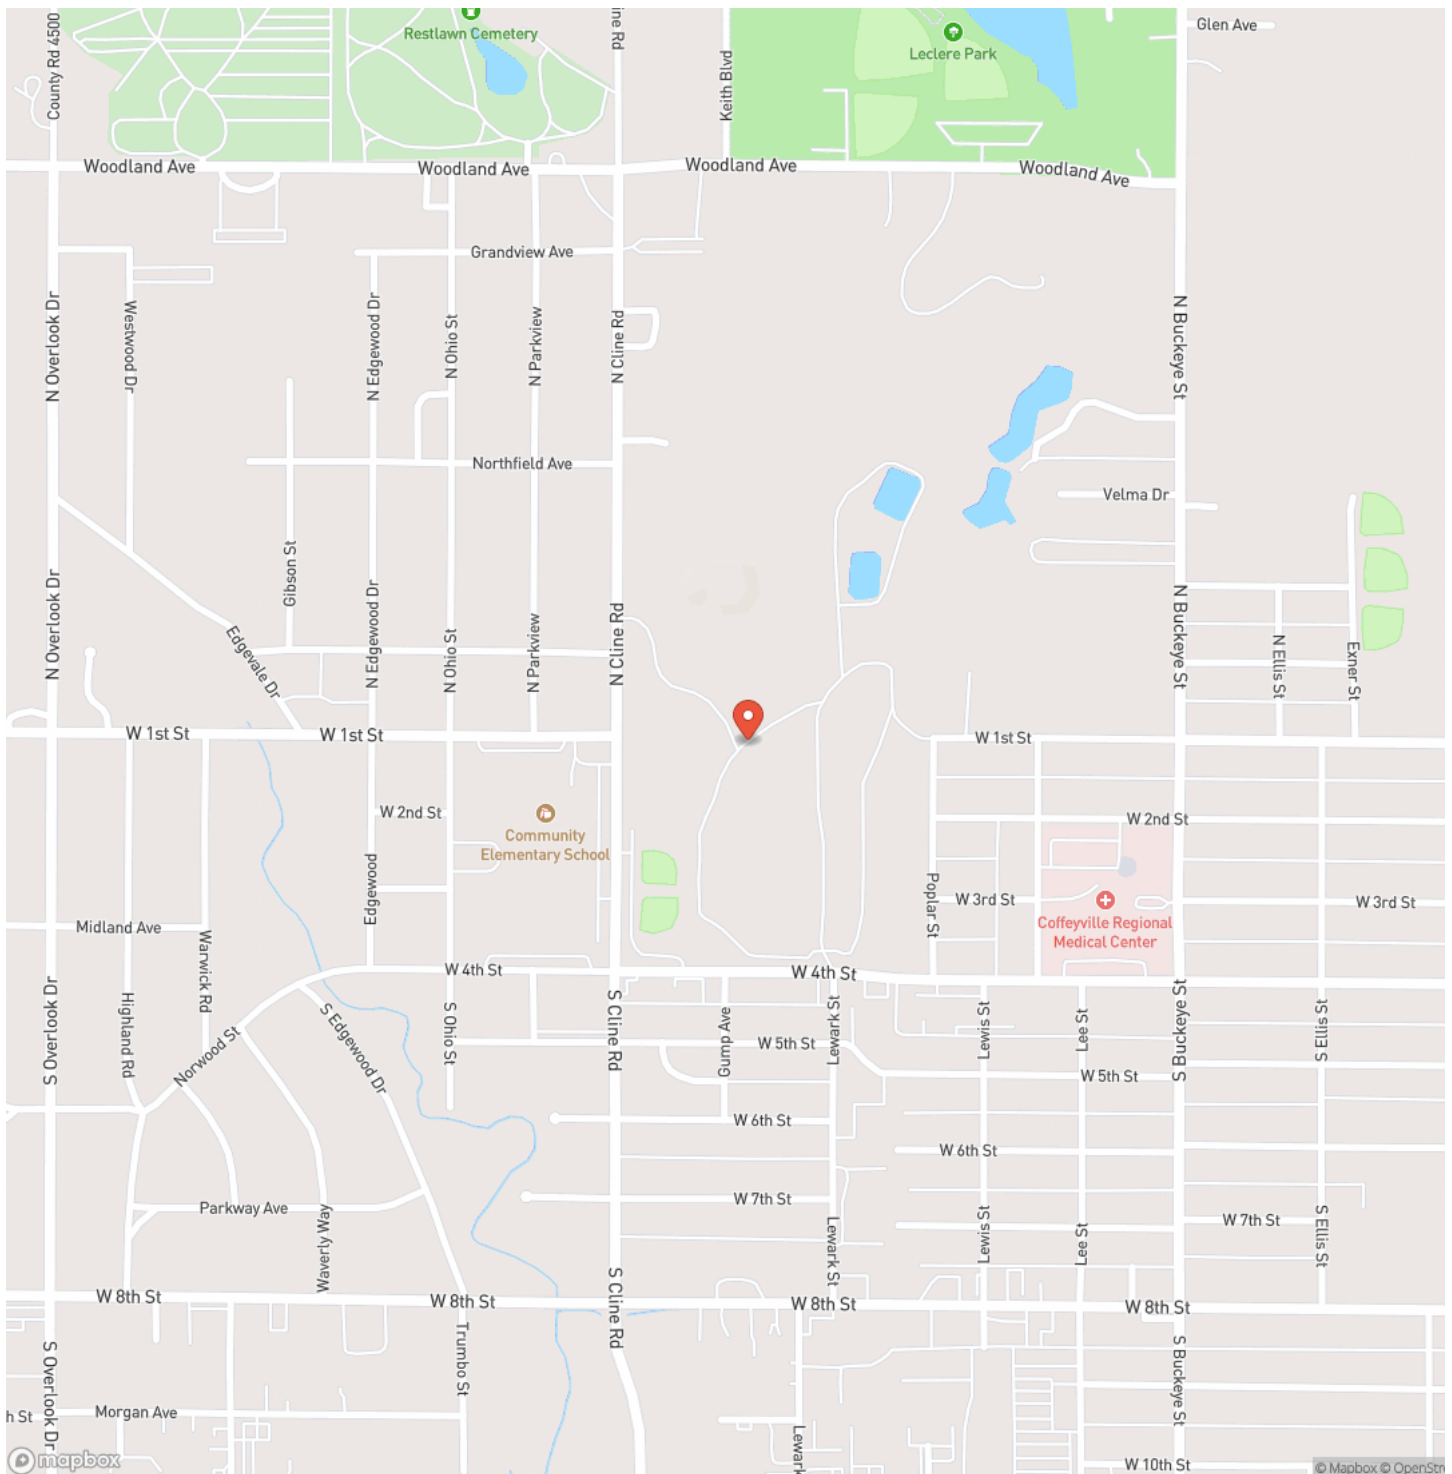 Restlawn Cemetery
Leclere Park
Glen Ave
County Rd 4500
ine Rd
Keith Blvd
Woodland Ave
Woodland Ave
Woodland Ave
Woodland Ave
Grandview Ave
N Overlook Dr
Westwood Dr
N Edgewood Dr
N Ohio St
N Parkview
N Cline Rd
N Buckeye St
Northfield Ave
Velma Dr
Gibson St
N Overlook Dr
Edgevale Dr
N Edgewood Dr
N Ohio St
N Parkview
N Cline Rd
N Buckeye St
N Ellis St
Exner St
W 1st St
W 1st St
W 1st St
W 2nd St
Community
Elementary School
W 2nd St
Edgewood
Poplar St
W 3rd St
W 3rd St
Coffeyville Regional
Medical Center
Midland Ave
Warwick Rd
W 4th St
W 4th St
S Overlook Dr
Highland Rd
Norwood St
S Edgewood Dr
S Ohio St
S Cline Rd
Gump Ave
W 5th St
Lewark St
Lewis St
Lee St
S Buckeye St
S Ellis St
W 5th St
W 6th St
W 6th St
Parkway Ave
Waverly Way
W 7th St
Lewark St
Lewis St
Lee St
W 7th St
S Ellis St
W 8th St
W 8th St
S Cline Rd
W 8th St
W 8th St
S Overlook Dr
Trumbo St
S Buckeye St
h St
Morgan Ave
Lewark
W 10th St
mapbox
© Mapbox © OpenStre